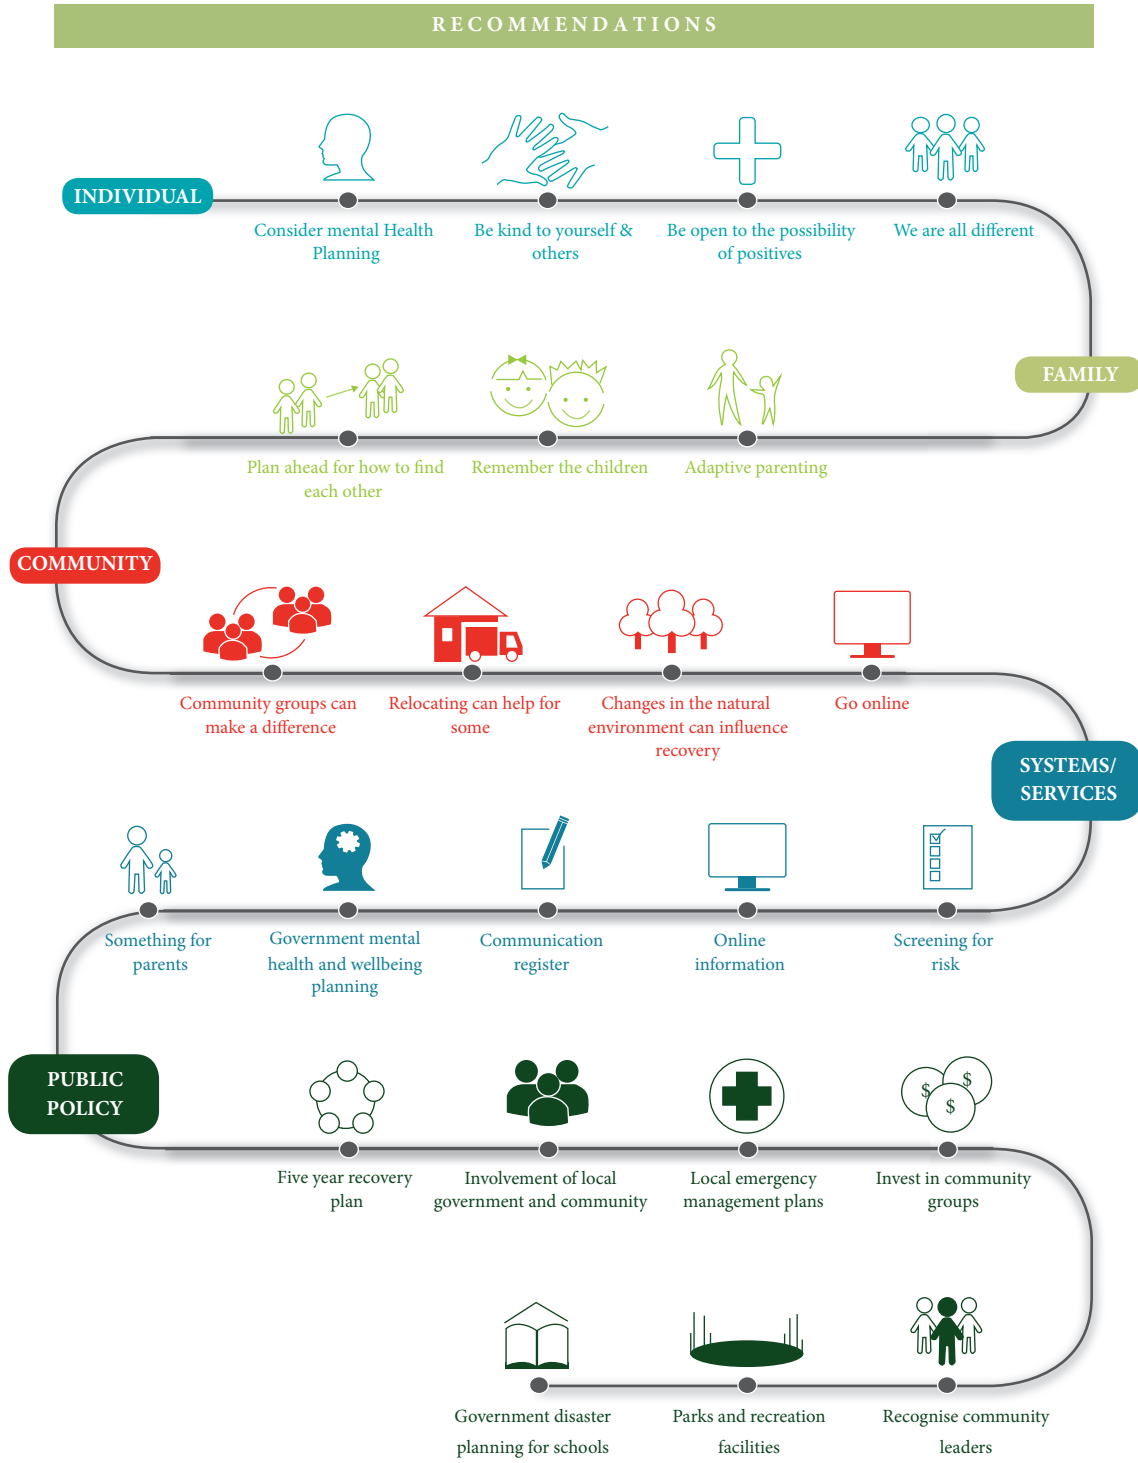 RECOMMENDATIONS
INDIVIDUAL
Consider mental Health
Planning
Be kind to yourself &
others
Be open to the possibility
of positives
We are all different
FAMILY
Plan ahead for how to find
each other
Remember the children
Adaptive parenting
COMMUNITY
Community groups can
make a difference
Relocating can help for
some
Changes in the natural
environment can influence
recovery
Go online
SYSTEMS/
SERVICES
Something for
parents
Government mental
health and wellbeing
planning
Communication
register
Online
information
Screening for
risk
PUBLIC
POLICY
$
$
$
Five year recovery
plan
Involvement of local
government and community
Local emergency
management plans
Invest in community
groups
Government disaster
planning for schools
Parks and recreation
facilities
Recognise community
leaders